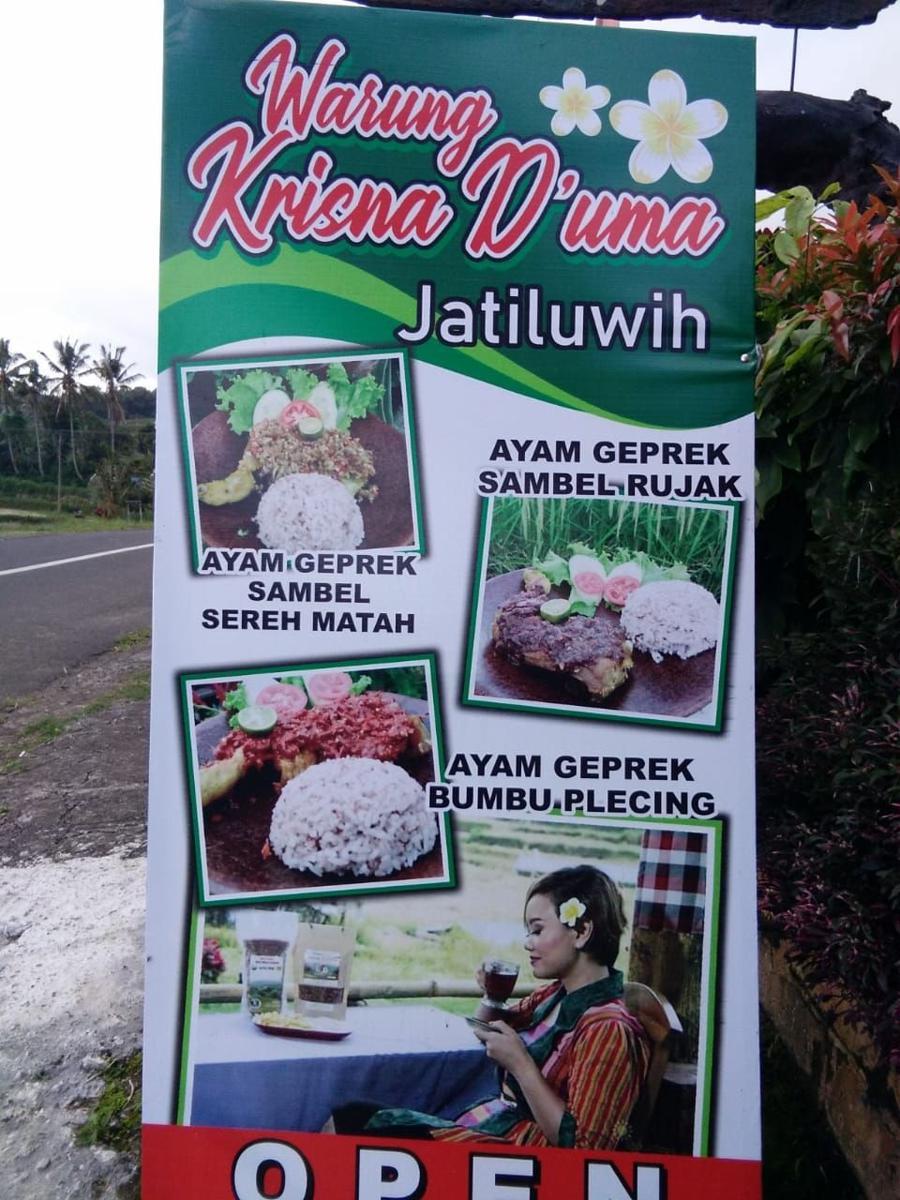 Warung
Krisna D'uma
Jatiluwih
AYAM GEPREK
SAMBEL
SEREH MATAH
AYAM GEPREK
SAMBEL RUJAK
AYAM GEPREK
BUMBU PLECING
OPEN